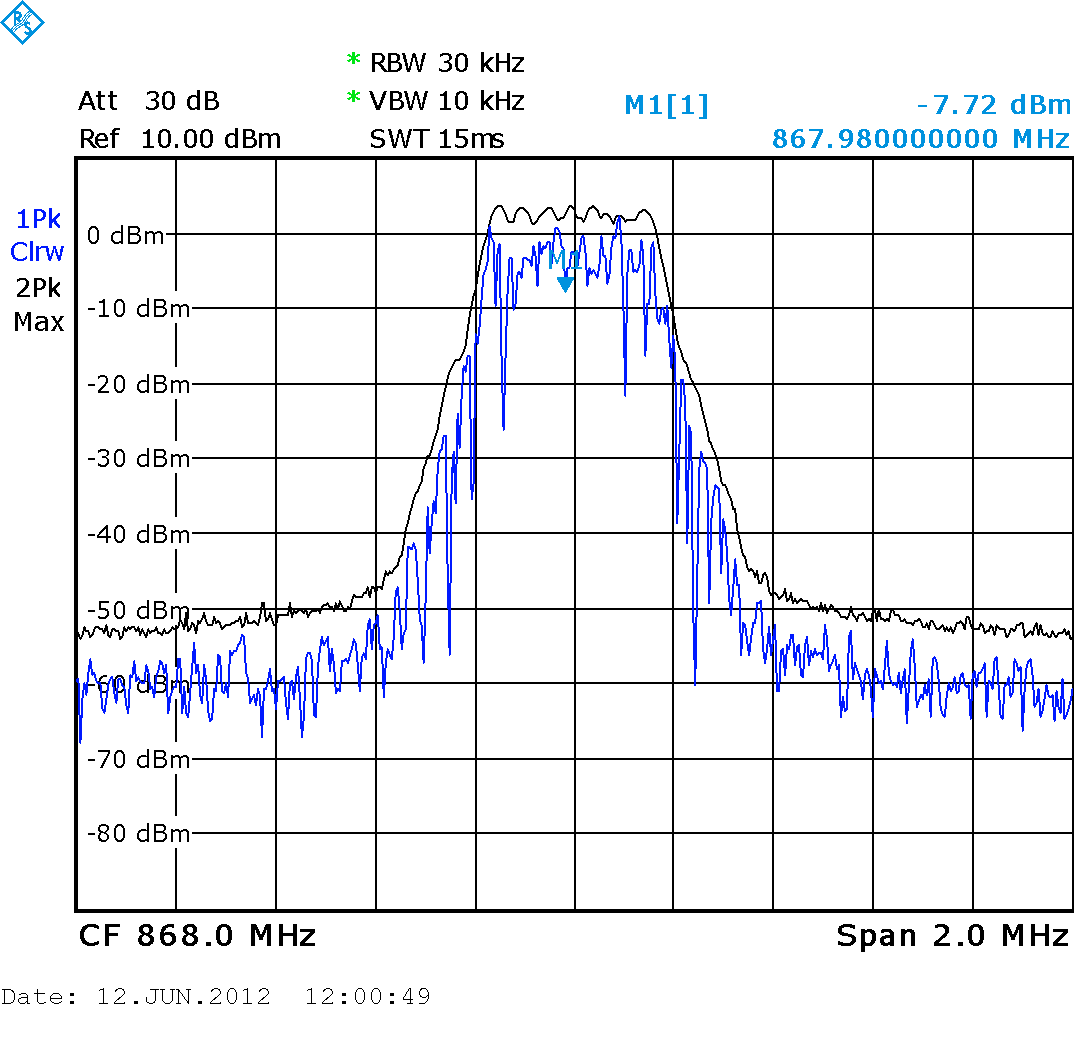 R/S
RBW 30 kHz
Att 30 dB
* RBW 30 kHz
* VBW 10 kHz
M1[1] -7.72 dBm
Ref 10.00 dBm SWT 15ms 867.980000000 MHz
1Pk
Clrw
2Pk
Max
0 dBm
M1
-10 dBm
-20 dBm
-30 dBm
-40 dBm
-50 dBm
-60 dBm
-70 dBm
-80 dBm
CF 868.0 MHz Span 2.0 MHz
Date: 12.JUN.2012 12:00:49